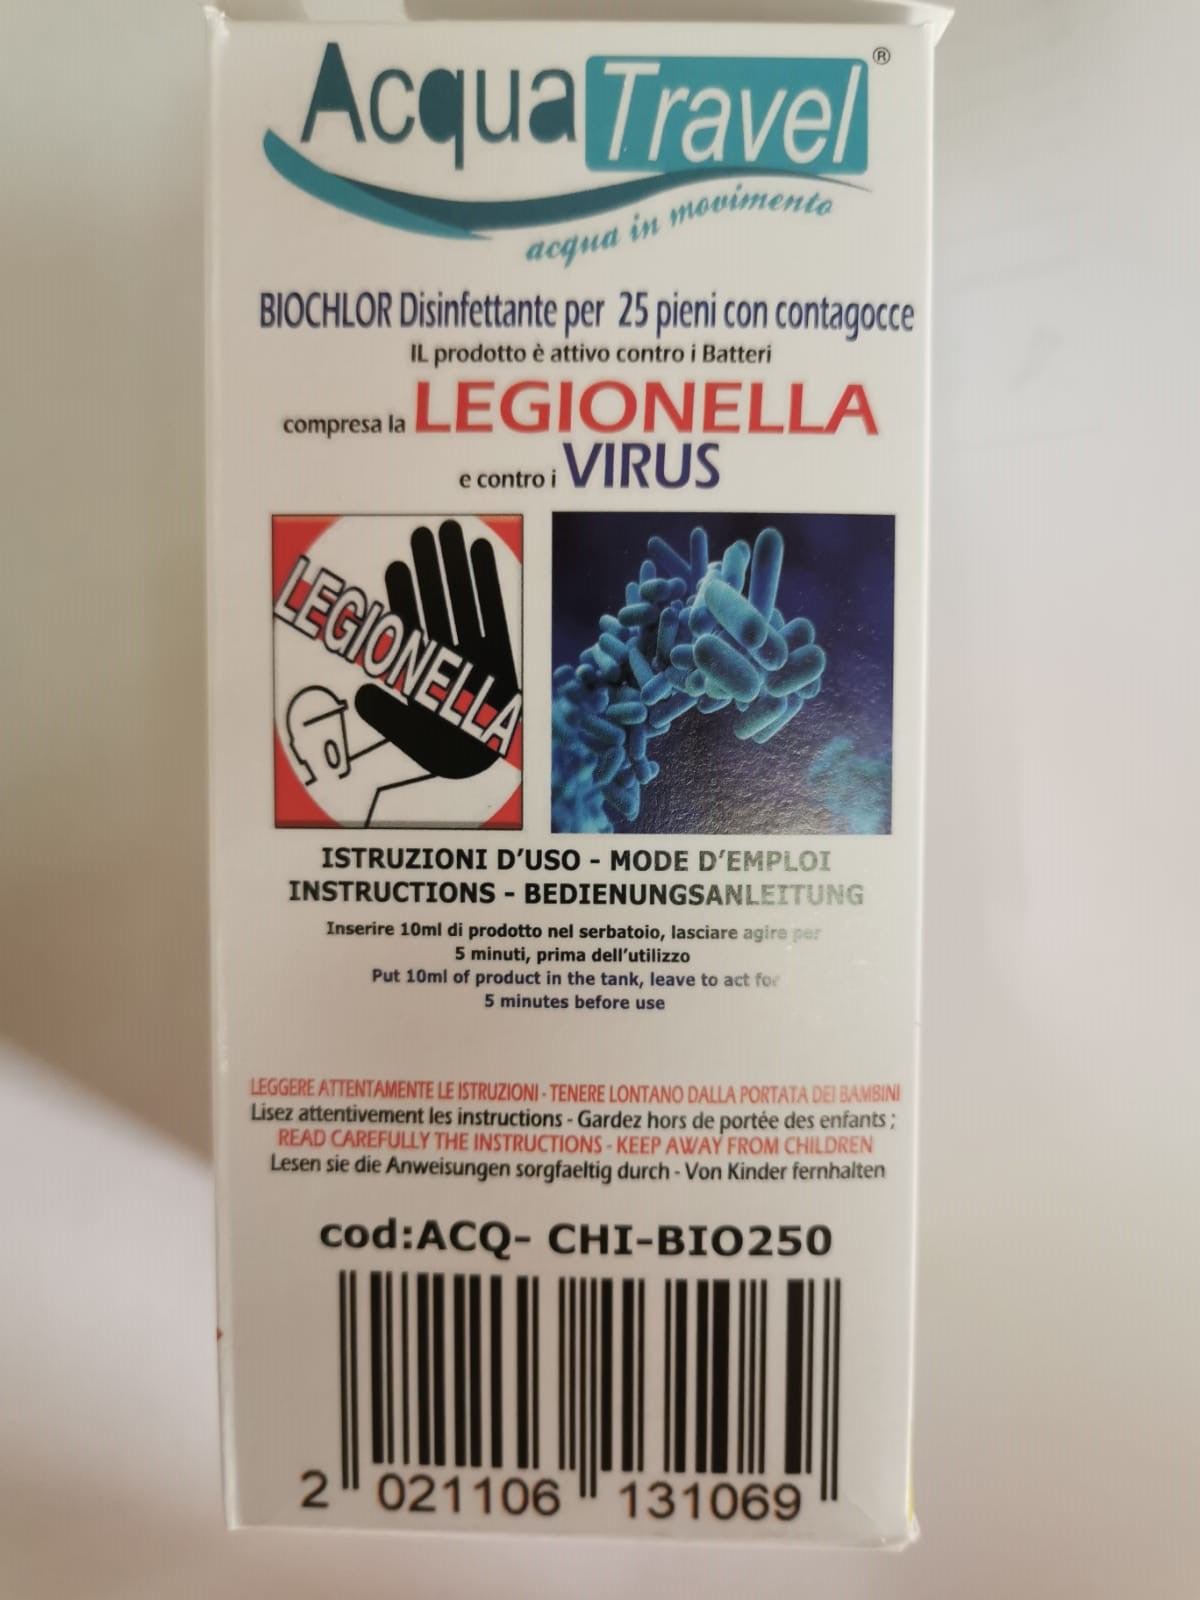 Acqua Travel®
acqua in movimento
BIOCHLOR Disinfettante per 25 pieni con contagocce
IL prodotto è attivo contro i Batteri
compresa la LEGIONELLA
e contro i VIRUS
LEGIONELLA
ISTRUZIONI D'USO - MODE D'EMPLOI
INSTRUCTIONS - BEDIENUNGSANLEITUNG
Inserire 10ml di prodotto nel serbatoio, lasciare agire per
5 minuti, prima dell'utilizzo
Put 10ml of product in the tank, leave to act for
5 minutes before use
LEGGERE ATTENTAMENTE LE ISTRUZIONI - TENERE LONTANO DALLA PORTATA DEI BAMBINI
Lisez attentivement les instructions - Gardez hors de portée des enfants ;
READ CAREFULLY THE INSTRUCTIONS - KEEP AWAY FROM CHILDREN
Lesen sie die Anweisungen sorgfaeltig durch - Von Kinder fernhalten
cod:ACQ- CHI-BIO250
2 021106 131069